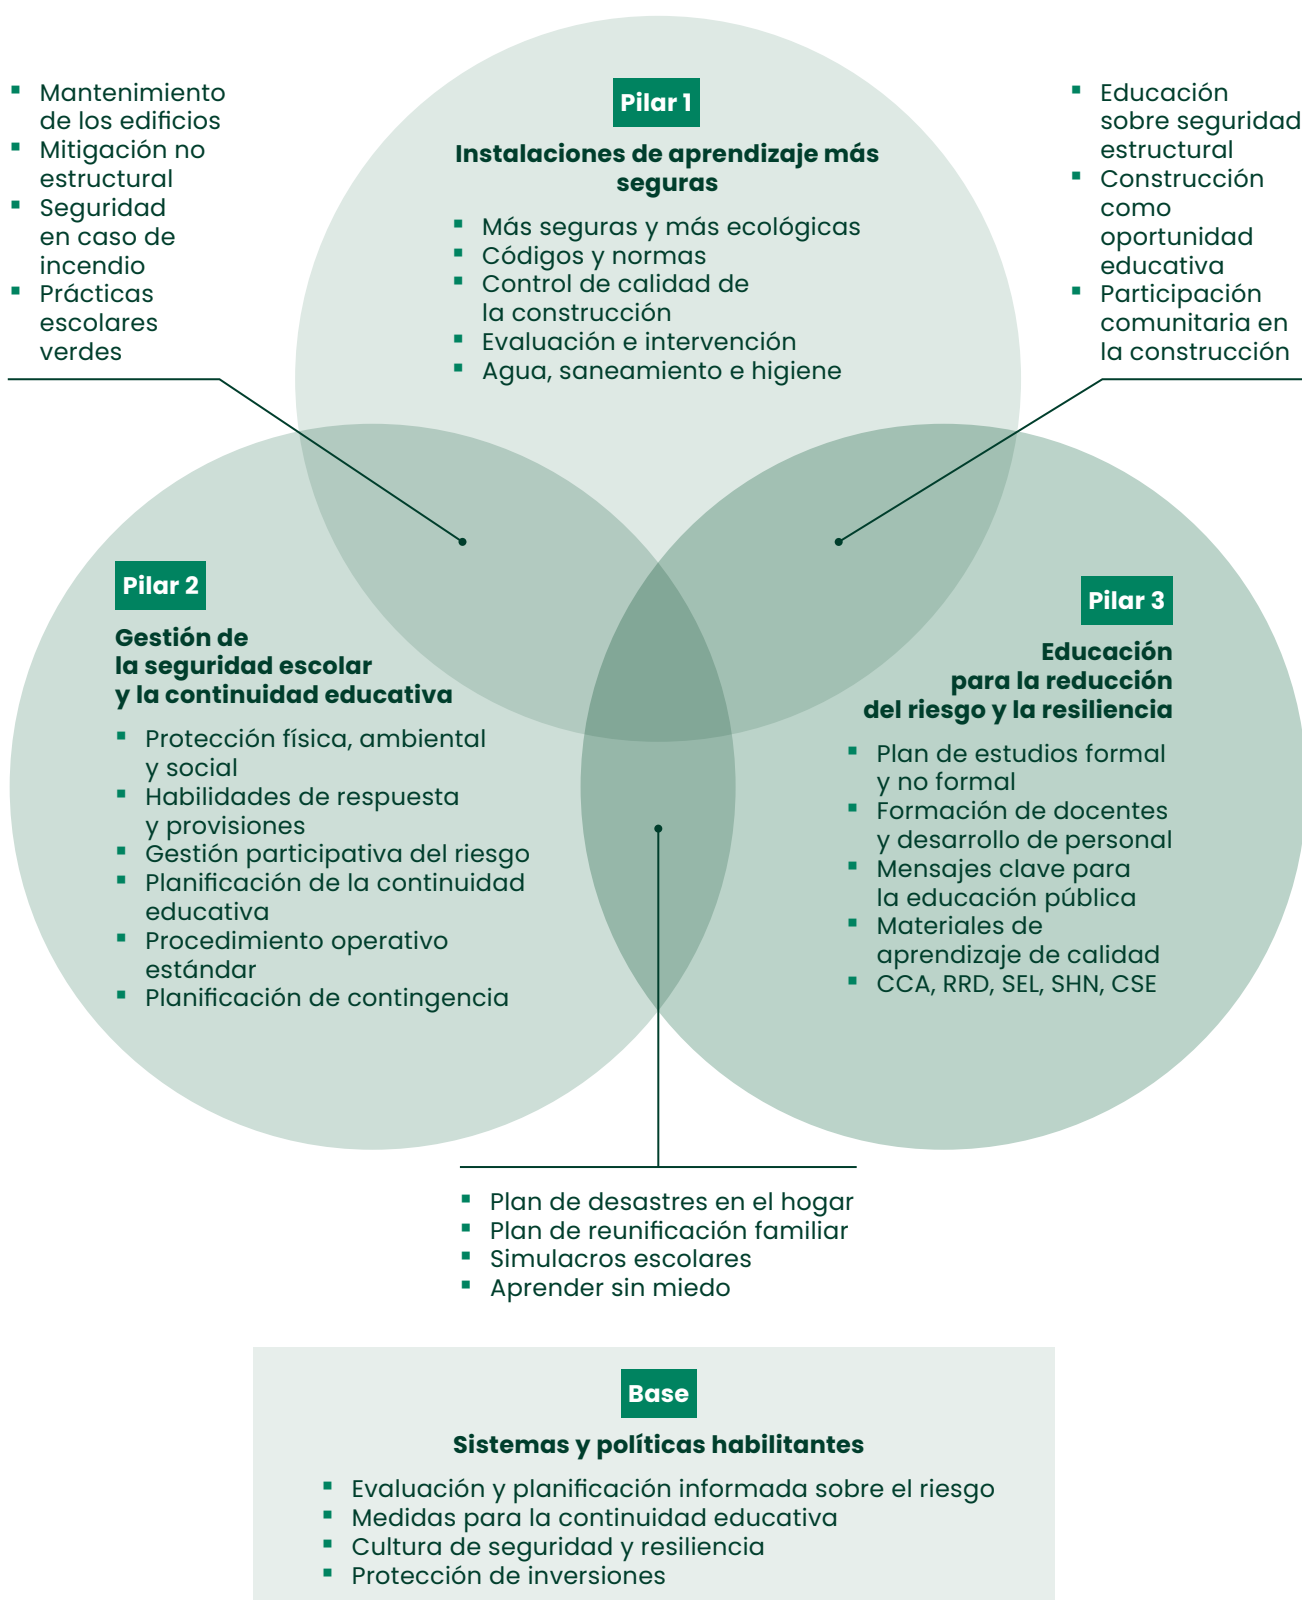 ▪ Mantenimiento
de los edificios
▪ Mitigación no
estructural
▪ Seguridad
en caso de
incendio
▪ Prácticas
escolares
verdes
Pilar 1
Instalaciones de aprendizaje más
seguras
▪ Más seguras y más ecológicas
▪ Códigos y normas
▪ Control de calidad de
la construcción
▪ Evaluación e intervención
▪ Agua, saneamiento e higiene
▪ Educación
sobre seguridad
estructural
▪ Construcción
como
oportunidad
educativa
▪ Participación
comunitaria en
la construcción
Pilar 2
Gestión de
la seguridad escolar
y la continuidad educativa
▪ Protección física, ambiental
y social
▪ Habilidades de respuesta
y provisiones
▪ Gestión participativa del riesgo
▪ Planificación de la continuidad
educativa
▪ Procedimiento operativo
estándar
▪ Planificación de contingencia
Pilar 3
Educación
para la reducción
del riesgo y la resiliencia
▪ Plan de estudios formal
y no formal
▪ Formación de docentes
y desarrollo de personal
▪ Mensajes clave para
la educación pública
▪ Materiales de
aprendizaje de calidad
▪ CCA, RRD, SEL, SHN, CSE
▪ Plan de desastres en el hogar
▪ Plan de reunificación familiar
▪ Simulacros escolares
▪ Aprender sin miedo
Base
Sistemas y políticas habilitantes
▪ Evaluación y planificación informada sobre el riesgo
▪ Medidas para la continuidad educativa
▪ Cultura de seguridad y resiliencia
▪ Protección de inversiones